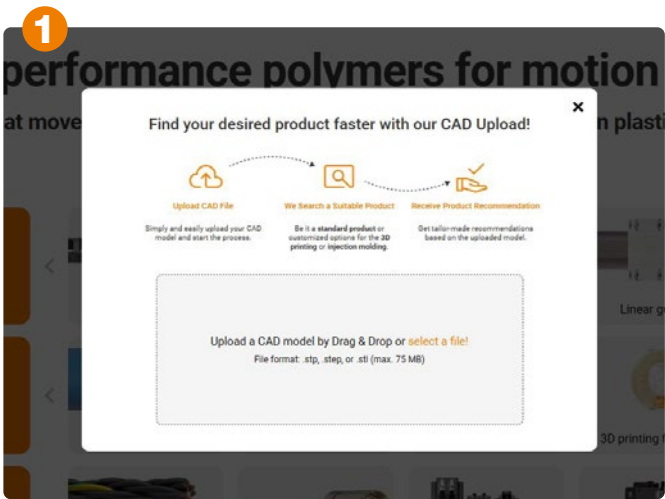 1
performance polymers for motion
at move
n plasti
Find your desired product faster with our CAD Upload!
Upload CAD File
We Search a Suitable Product
Receive Product Recommendation
Simply and easily upload your CAD
model and start the process.
Be it a standard product or
customized options for the 3D
printing or injection molding.
Get tailor-made recommendations
based on the uploaded model.
Upload a CAD model by Drag & Drop or select a file!
File format: .stp, .step, or .stl (max. 75 MB)
Linear g
3D printing f